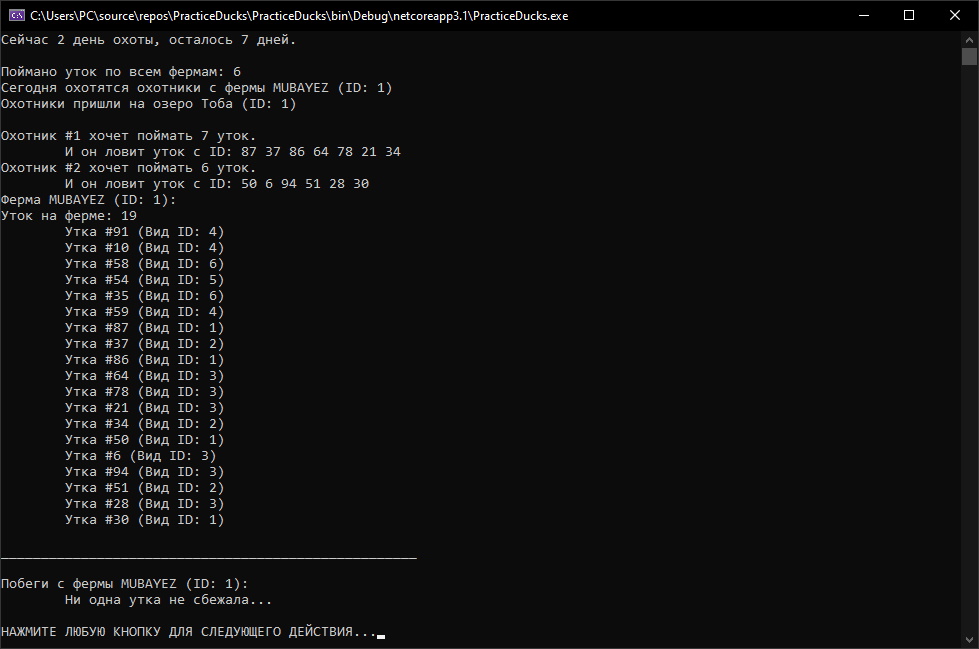 C:\Users\PC\source\repos\PracticeDucks\PracticeDucks\bin\Debug\netcoreapp3.1\PracticeDucks.exe
Сейчас 2 день охоты, осталось 7 дней.
Поймано уток по всем фермам: 6
Сегодня охотятся охотники с фермы MUBAYEZ (ID: 1)
Охотники пришли на озеро Тоба (ID: 1)
Охотник #1 хочет поймать 7 уток.
И он ловит уток с ID: 87 37 86 64 78 21 34
Охотник #2 хочет поймать 6 уток.
И он ловит уток с ID: 50 6 94 51 28 30
Ферма MUBAYEZ (ID: 1):
Уток на ферме: 19
Утка #91 (Вид ID: 4)
Утка #10 (Вид ID: 4)
Утка #58 (Вид ID: 6)
Утка #54 (Вид ID: 5)
Утка #35 (Вид ID: 6)
Утка #59 (Вид ID: 4)
Утка #87 (Вид ID: 1)
Утка #37 (Вид ID: 2)
Утка #86 (Вид ID: 1)
Утка #64 (Вид ID: 3)
Утка #78 (Вид ID: 3)
Утка #21 (Вид ID: 3)
Утка #34 (Вид ID: 2)
Утка #50 (Вид ID: 1)
Утка #6 (Вид ID: 3)
Утка #94 (Вид ID: 3)
Утка #51 (Вид ID: 2)
Утка #28 (Вид ID: 3)
Утка #30 (Вид ID: 1)
____________________________________________________
Побеги с фермы MUBAYEZ (ID: 1):
Ни одна утка не сбежала...
НАЖМИТЕ ЛЮБУЮ КНОПКУ ДЛЯ СЛЕДУЮЩЕГО ДЕЙСТВИЯ...